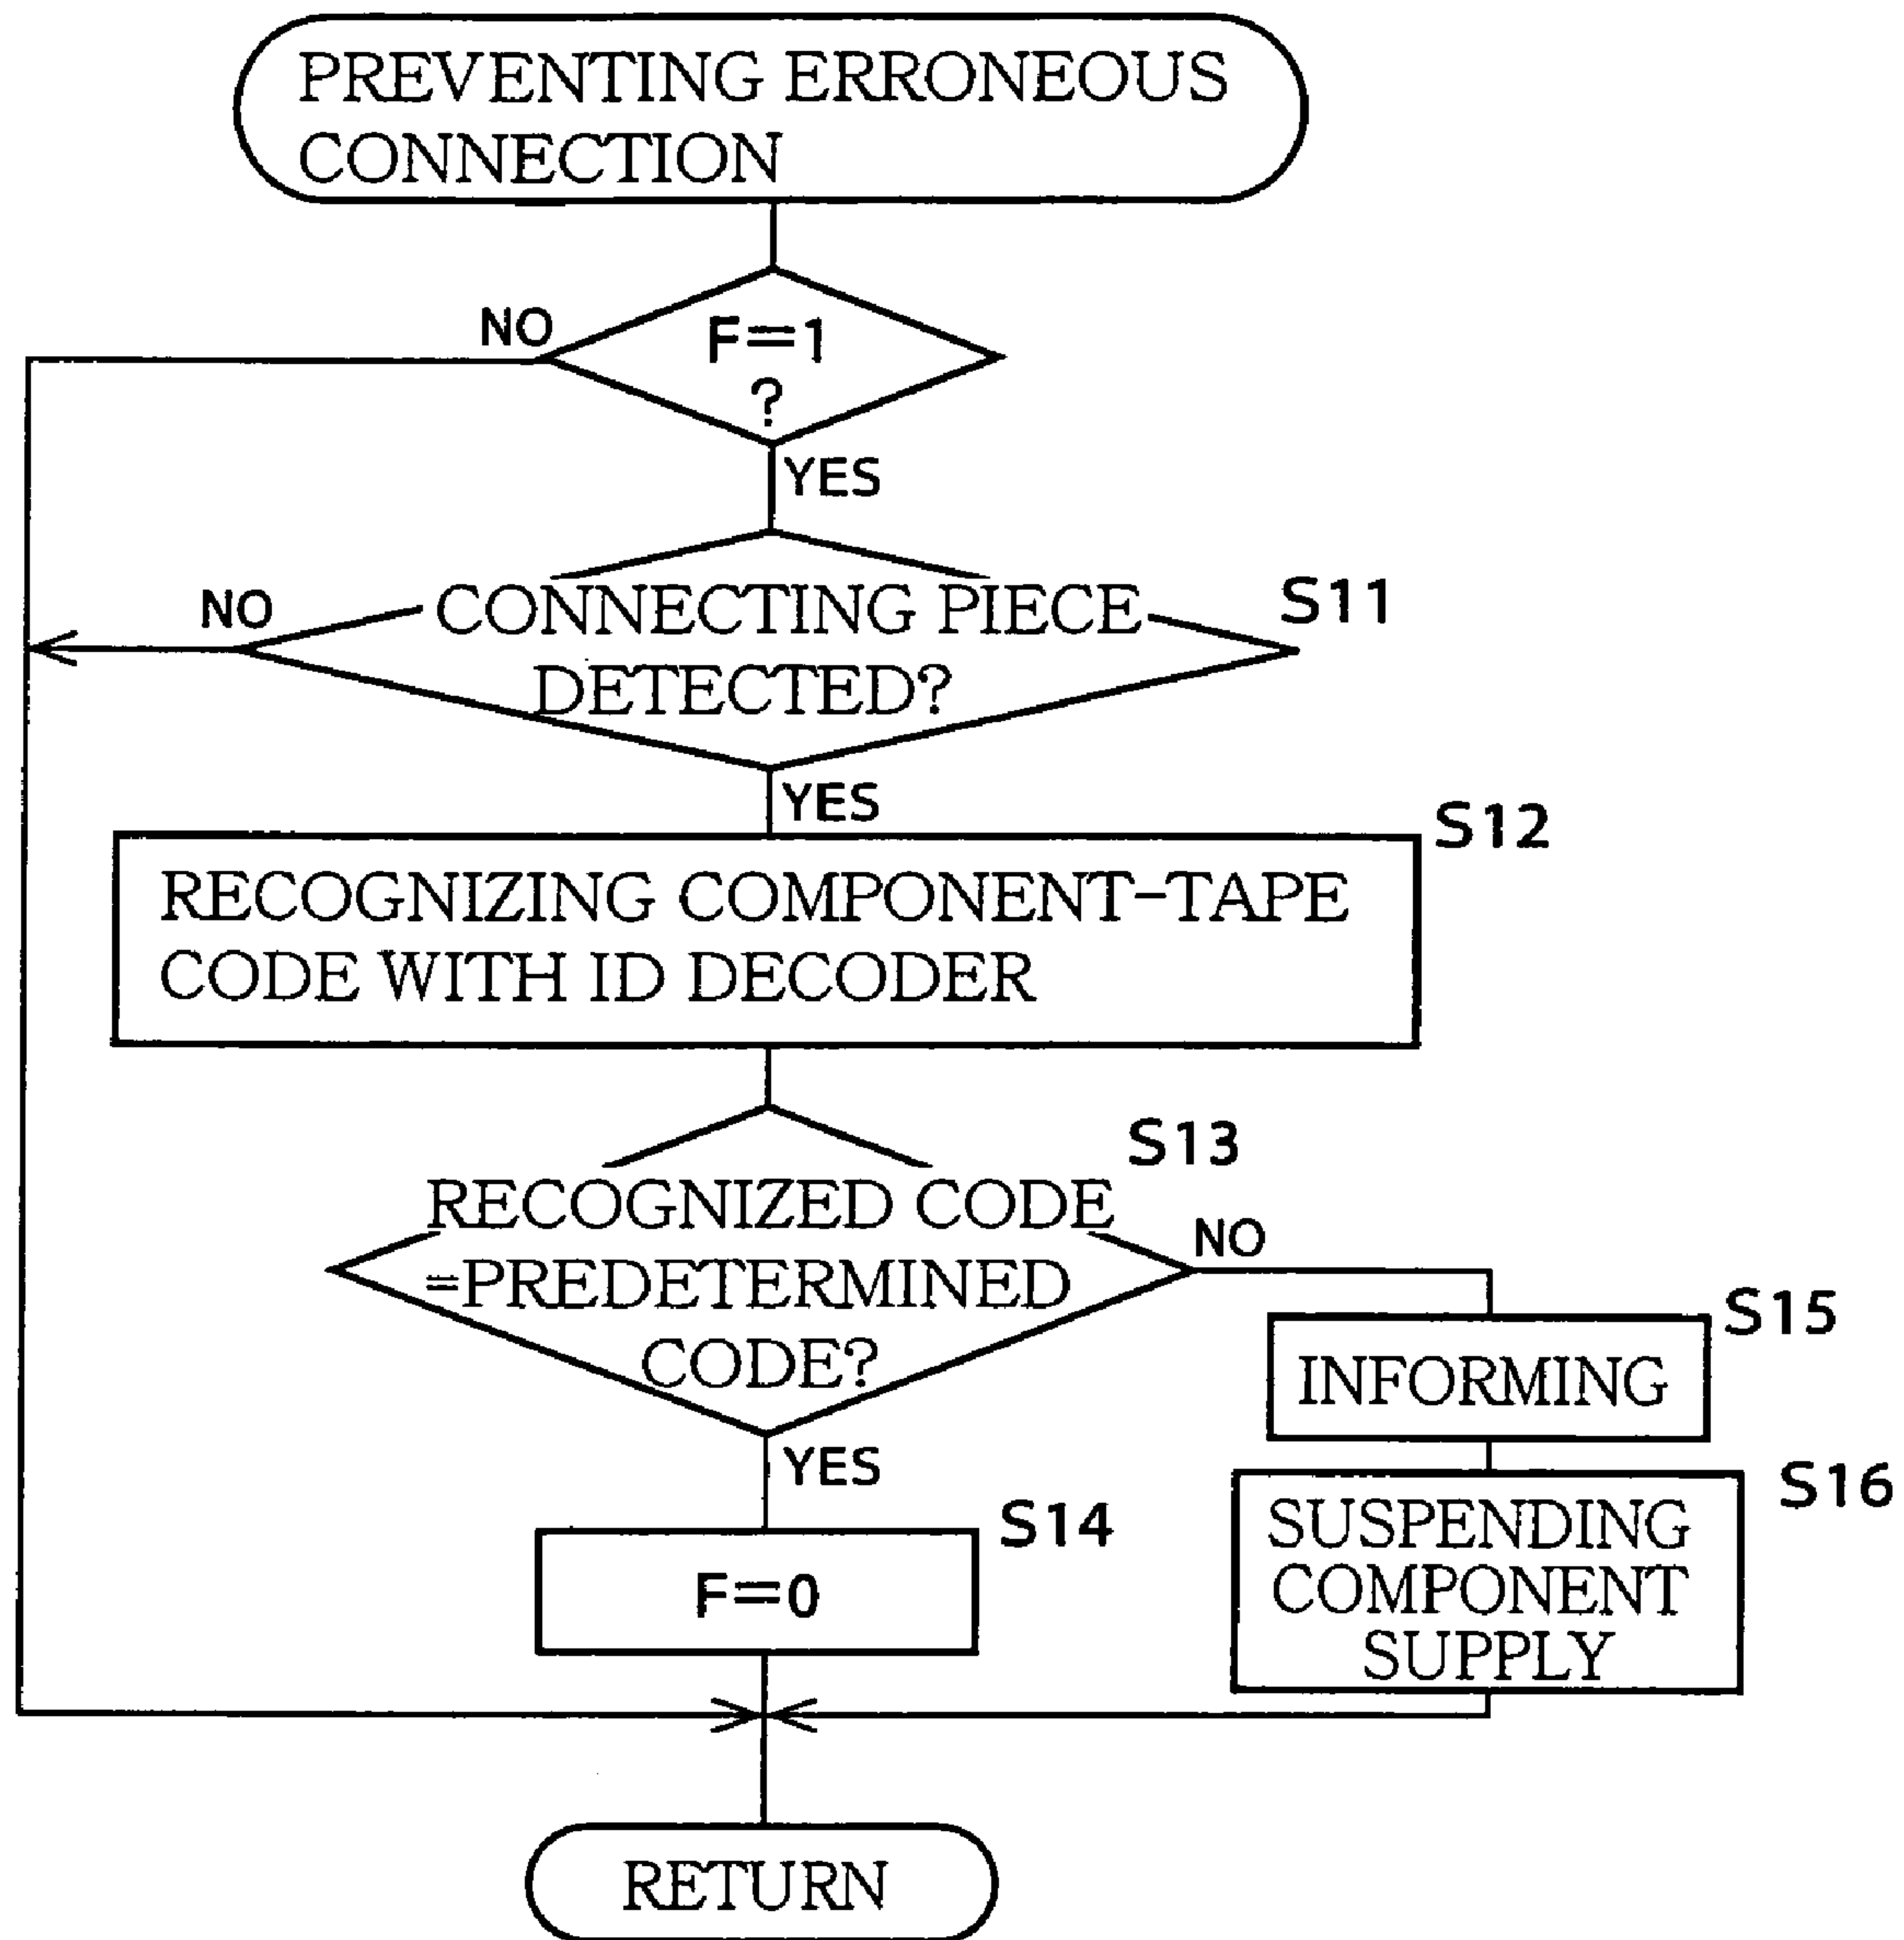 PREVENTING ERRONEOUS
CONNECTION
NO
F=1
?
YES
NO
CONNECTING PIECE
DETECTED?
S11
YES
S12
RECOGNIZING COMPONENT-TAPE
CODE WITH ID DECODER
S13
RECOGNIZED CODE
=PREDETERMINED
CODE?
NO
S15
INFORMING
YES
S14
F=0
S16
SUSPENDING
COMPONENT
SUPPLY
RETURN